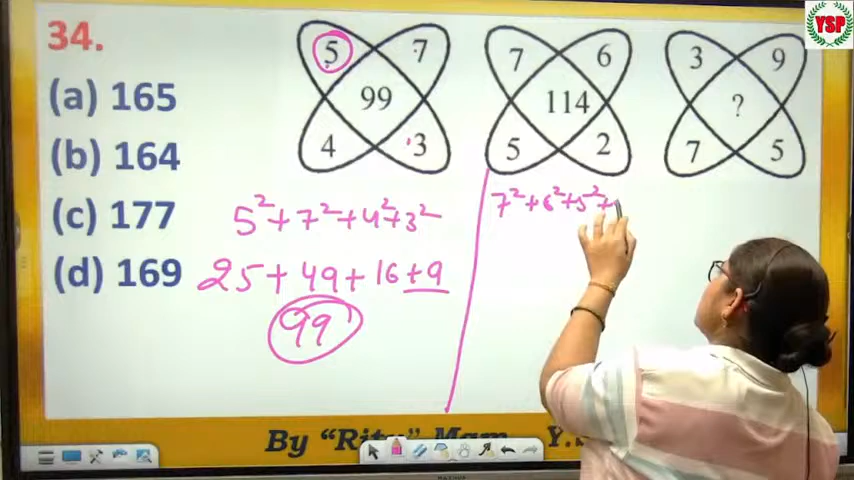 YSP
34.
5 7
99
4 3
7 6
114
5 2
3 9
?
7 5
(a) 165
(b) 164
(c) 177
(d) 169
5²+7²+4²+3²
25+49+16+9
99
7²+6²+5²+
By “Ritu” Mam